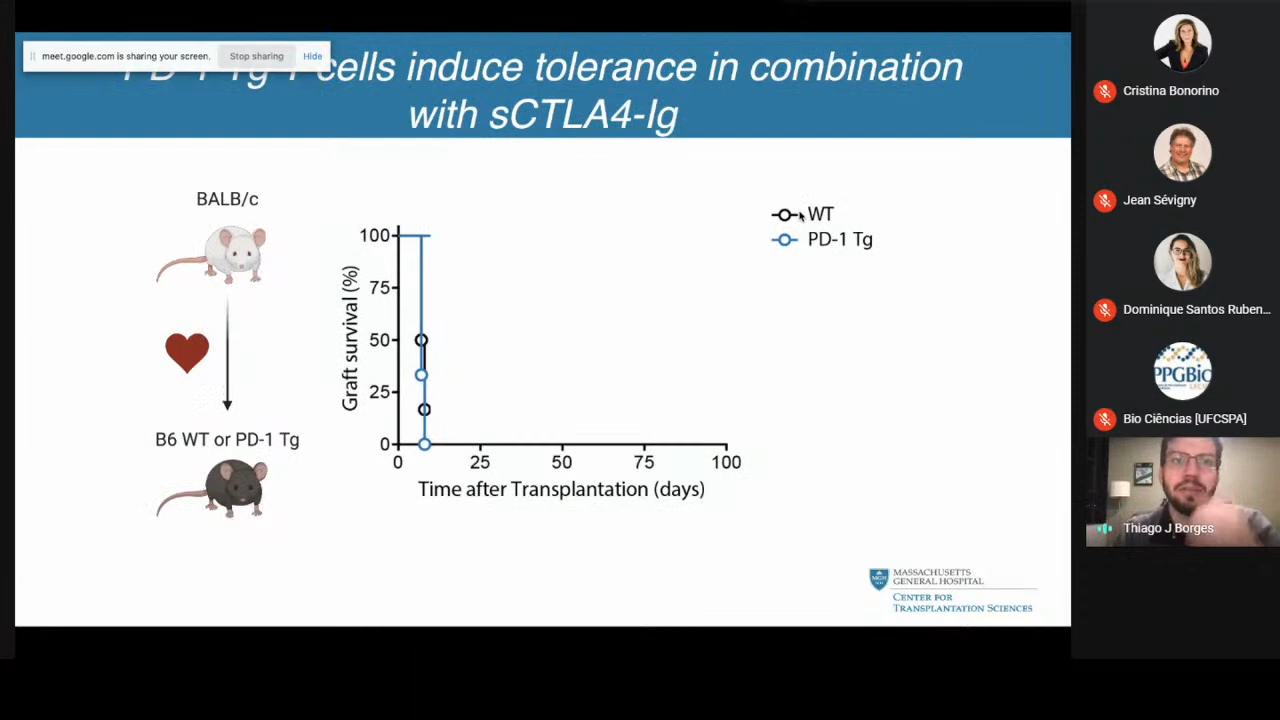 meet.google.com is sharing your screen. Stop sharing Hide
cells induce tolerance in combination
with sCTLA4-Ig
BALB/c
B6 WT or PD-1 Tg
100
75
50
25
0
Graft survival (%)
0 25 50 75 100
Time after Transplantation (days)
WT
PD-1 Tg
MASSACHUSETTS
GENERAL HOSPITAL
CENTER FOR
TRANSPLANTATION SCIENCES
MGH
Cristina Bonorino
Jean Sévigny
Dominique Santos Ruben...
PPGBio
Bio Ciências [UFCSPA]
Thiago J Borges